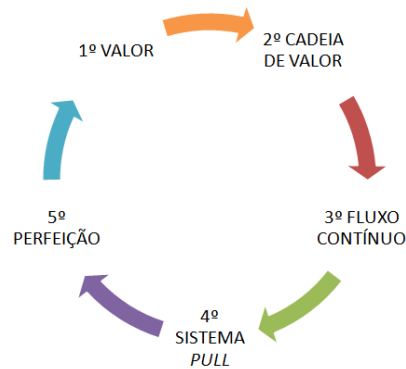 1º VALOR
2º CADEIA
DE VALOR
3º FLUXO
CONTÍNUO
4º
SISTEMA
PULL
5º
PERFEIÇÃO